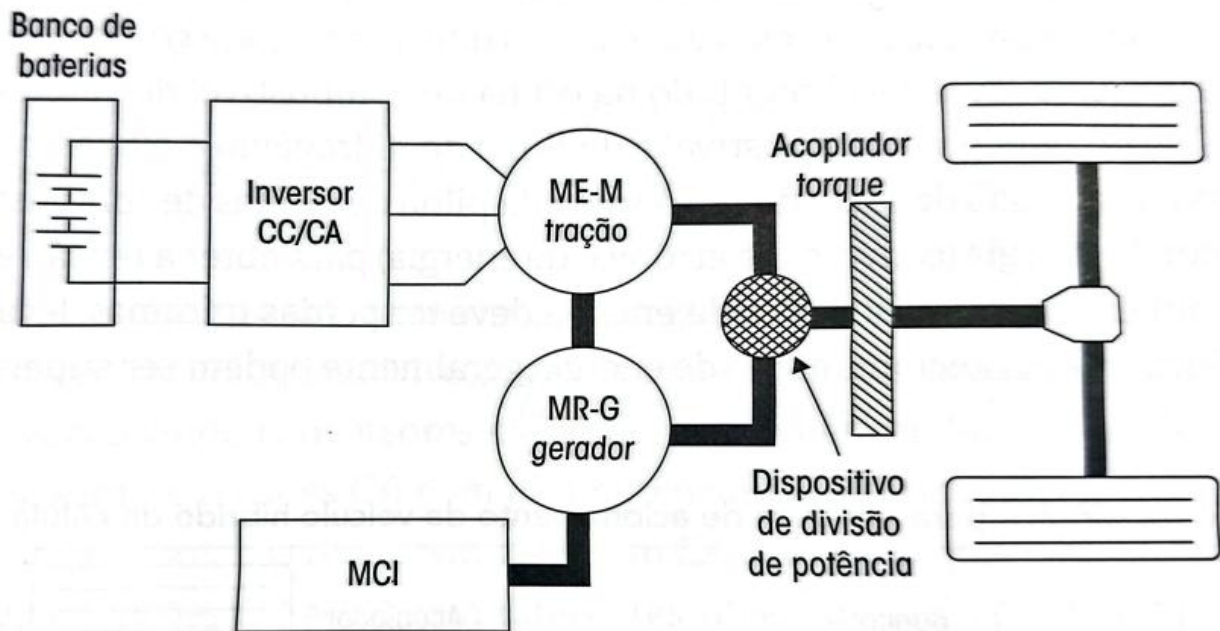 Banco de
baterias
Inversor
CC/CA
ME-M
tração
Acoplador
torque
MR-G
gerador
Dispositivo
de divisão
de potência
MCI